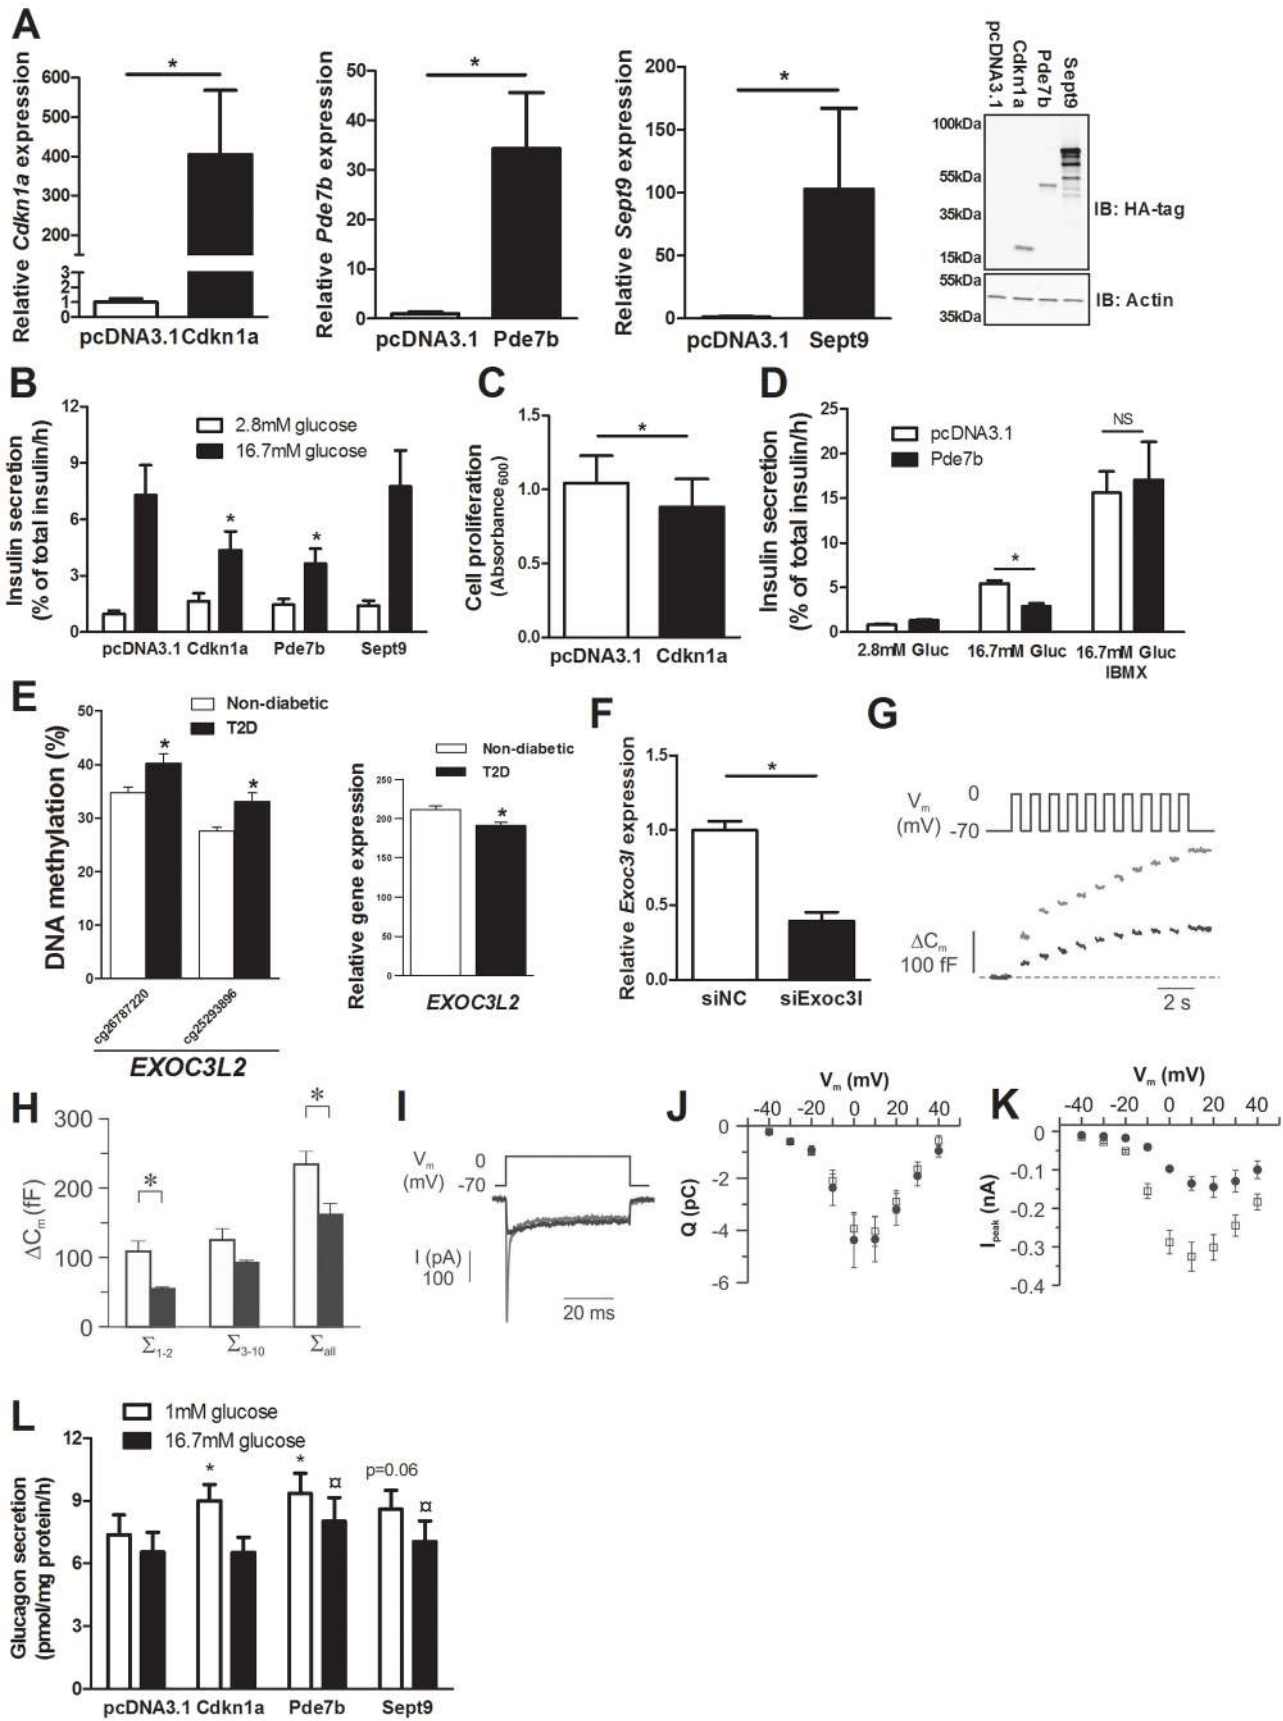 A
Relative Cdkn1a expression
600
500
400
300
200
3
2
1
0
*
pcDNA3.1 Cdkn1a
Relative Pde7b expression
50
40
30
20
10
0
*
pcDNA3.1 Pde7b
Relative Sept9 expression
200
150
100
50
0
*
pcDNA3.1 Sept9
pcDNA3.1
Cdkn1a
Pde7b
Sept9
100kDa
55kDa
35kDa
15kDa
IB: HA-tag
55kDa
35kDa
IB: Actin
B
Insulin secretion
(% of total insulin/h)
12
9
6
3
0
2.8mM glucose
16.7mM glucose
*
*
pcDNA3.1 Cdkn1a Pde7b Sept9
C
Cell proliferation
(Absorbance600)
1.5
1.0
0.5
0.0
*
pcDNA3.1 Cdkn1a
D
Insulin secretion
(% of total insulin/h)
25
20
15
10
5
0
pcDNA3.1
Pde7b
*
NS
2.8mM Gluc 16.7mM Gluc 16.7mM Gluc
IBMX
E
DNA methylation (%)
50
40
30
20
10
0
Non-diabetic
T2D
*
*
cg26787220
cg25293896
EXOC3L2
Relative gene expression
250
200
150
100
50
0
Non-diabetic
T2D
*
EXOC3L2
F
Relative Exoc3l expression
1.5
1.0
0.5
0.0
*
siNC siExoc3l
G
Vm
(mV)
0
-70
ΔCm
100 fF
2 s
H
ΔCm (fF)
300
200
100
0
*
*
Σ1-2 Σ3-10 Σall
I
Vm
(mV)
0
-70
I (pA)
100
20 ms
J
Vm (mV)
-40 -20 0 20 40
Q (pC)
0
-2
-4
-6
K
Vm (mV)
-40 -20 0 20 40
Ipeak (nA)
0
-0.1
-0.2
-0.3
-0.4
L
Glucagon secretion
(pmol/mg protein/h)
12
9
6
3
0
1mM glucose
16.7mM glucose
*
*
¤
p=0.06
¤
pcDNA3.1 Cdkn1a Pde7b Sept9